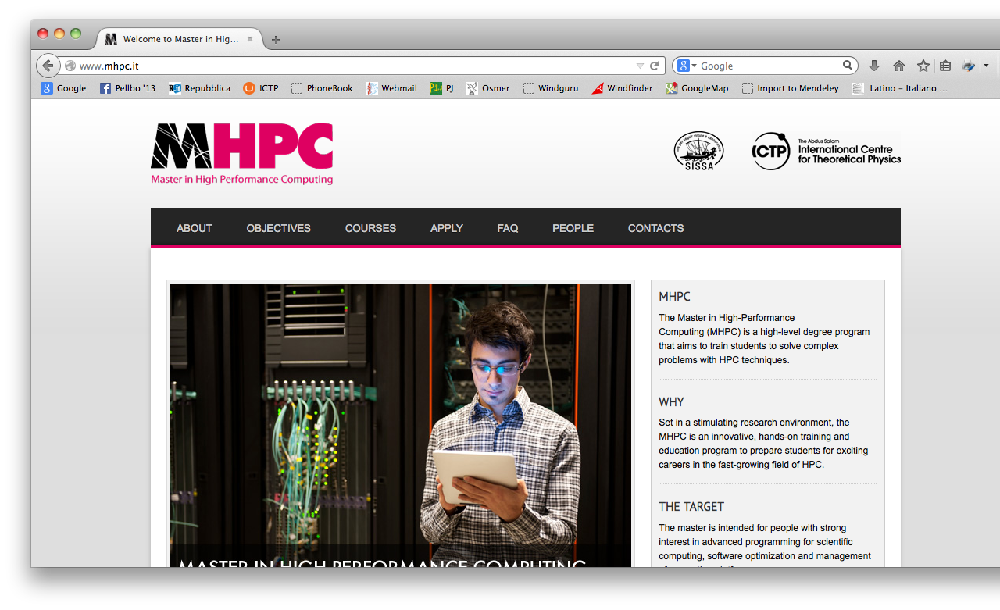 Welcome to Master in Hig...
www.mhpc.it
Google
Google
Pellbo '13
Repubblica
ICTP
PhoneBook
Webmail
PJ
Osmer
Windguru
Windfinder
GoogleMap
Import to Mendeley
Latino – Italiano ...
MHPC
Master in High Performance Computing
SISSA
ICTP
The Abdus Salam
International Centre
for Theoretical Physics
ABOUT
OBJECTIVES
COURSES
APPLY
FAQ
PEOPLE
CONTACTS
MASTER IN HIGH PERFORMANCE COMPUTING
MHPC
The Master in High-Performance
Computing (MHPC) is a high-level degree program
that aims to train students to solve complex
problems with HPC techniques.
WHY
Set in a stimulating research environment, the
MHPC is an innovative, hands-on training and
education program to prepare students for exciting
careers in the fast-growing field of HPC.
THE TARGET
The master is intended for people with strong
interest in advanced programming for scientific
computing, software optimization and management